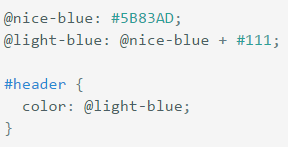 @nice-blue: #5B83AD;
@light-blue: @nice-blue + #111;
#header {
color: @light-blue;
}